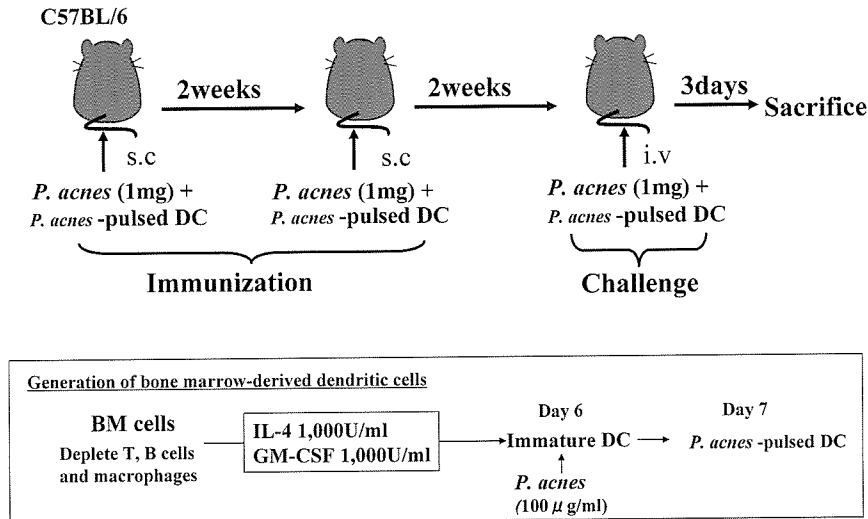 C57BL/6
2weeks
2weeks
3days
Sacrifice
s.c
s.c
i.v
P. acnes (1mg) +
P. acnes -pulsed DC
P. acnes (1mg) +
P. acnes -pulsed DC
P. acnes (1mg) +
P. acnes -pulsed DC
Immunization
Challenge
Generation of bone marrow-derived dendritic cells
BM cells
Deplete T, B cells
and macrophages
IL-4 1,000U/ml
GM-CSF 1,000U/ml
Day 6
Immature DC
P. acnes
(100 μ g/ml)
Day 7
P. acnes -pulsed DC